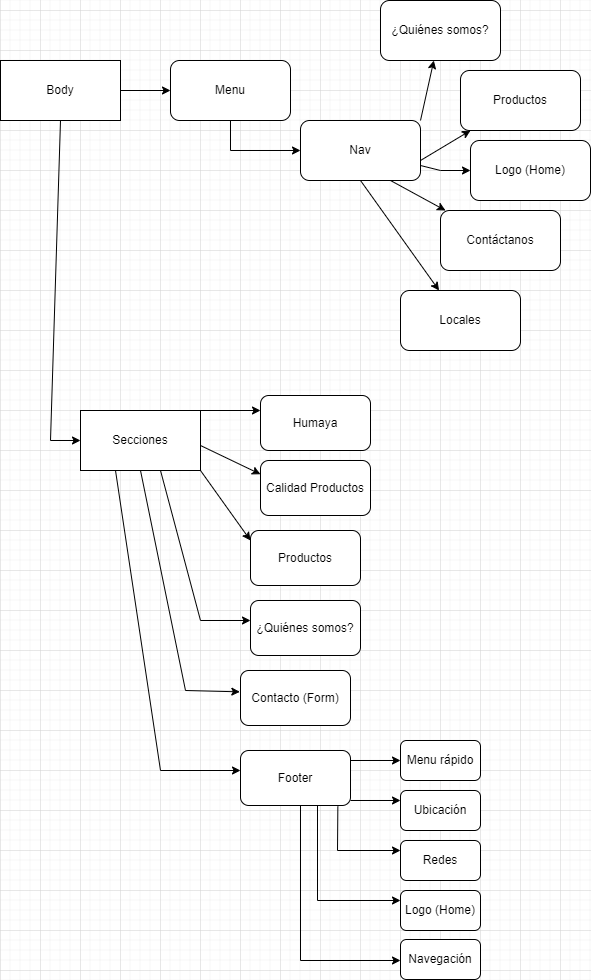 ¿Quiénes somos?
Body
Menu
Productos
Nav
Logo (Home)
Contáctanos
Locales
Secciones
Humaya
Calidad Productos
Productos
¿Quiénes somos?
Contacto (Form)
Footer
Menu rápido
Ubicación
Redes
Logo (Home)
Navegación